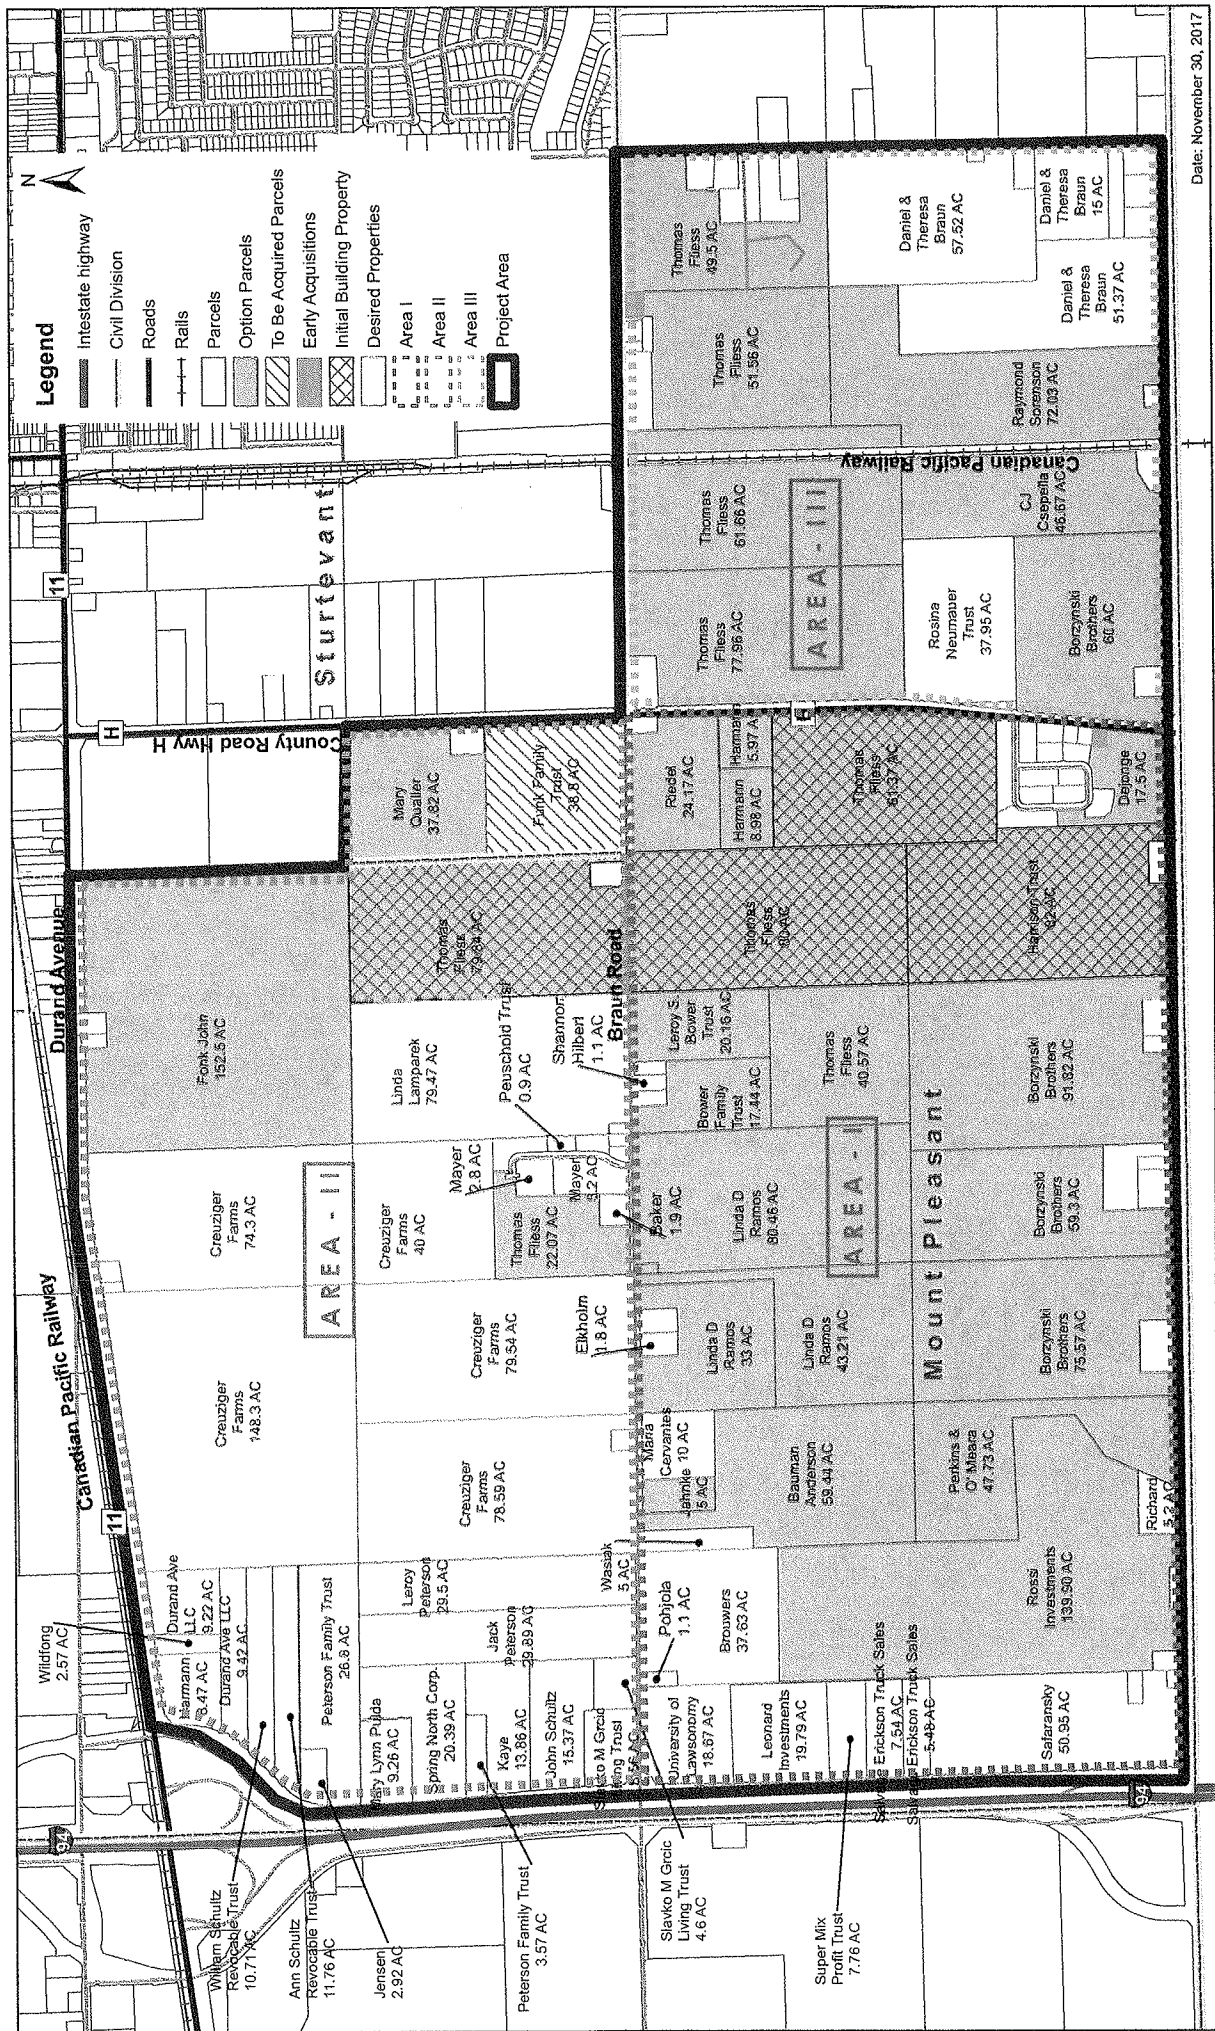 Legend
N
Intestate highway
Civil Division
Roads
Rails
Parcels
Option Parcels
To Be Acquired Parcels
Early Acquisitions
Initial Building Property
Desired Properties
Area I
Area II
Area III
Project Area
Date: November 30, 2017
Durand Avenue
Canadian Pacific Railway
11
11
H
County Road Hwy H
Sturtevant
Braun Road
Canadian Pacific Railway
94
94
AREA - II
AREA - I
AREA - III
Mount Pleasant
Wildfong
2.57 AC
Durand Ave
LLC
9.22 AC
Durand Ave LLC
9.42 AC
William Schultz
Revocable Trust
10.71 AC
Ann Schultz
Revocable Trust
11.76 AC
Jensen
2.92 AC
Peterson Family Trust
26.8 AC
Peterson Family Trust
3.57 AC
9.26 AC
Spring North Corp.
20.39 AC
Kaye
13.86 AC
John Schultz
15.37 AC
Slavko M Grcic
Living Trust
4.6 AC
Leroy
Peterson
29.5 AC
Jack
Peterson
29.89 AC
Creuziger
Farms
148.3 AC
Creuziger
Farms
74.3 AC
Creuziger
Farms
78.59 AC
Creuziger
Farms
79.54 AC
Creuziger
Farms
40 AC
Fonk John
152.5 AC
Linda
Lamparek
79.47 AC
Peuschold Trust
0.9 AC
Shannon
Hilbert
1.1 AC
Mayer
2.8 AC
Mayer
5.2 AC
Thomas
Fliess
22.07 AC
Baker
1.9 AC
Elkholm
1.8 AC
Thomas
Fliess
79.84 AC
Mary
Qualler
37.82 AC
Funk Family
Trust
38.8 AC
Wasiak
5 AC
Pohjola
1.1 AC
Brouwers
37.63 AC
University of
Lawsonomy
18.67 AC
Leonard
Investments
19.79 AC
Super Mix
Profit Trust
7.76 AC
Erickson Truck Sales
7.54 AC
Erickson Truck Sales
5.48 AC
Safaransky
50.95 AC
Rossi
Investments
139.90 AC
Richard
5.2 AC
Perkins &
O' Meara
47.73 AC
Bauman
Anderson
59.44 AC
Jahnke
5 AC
Maria
Cervantes
10 AC
Linda D
Ramos
33 AC
Linda D
Ramos
43.21 AC
Linda D
Ramos
80.46 AC
Borzynski
Brothers
75.57 AC
Borzynski
Brothers
59.3 AC
Borzynski
Brothers
91.82 AC
Bower
Family
Trust
17.44 AC
Leroy S.
Bower
Trust
20.16 AC
Thomas
Fliess
40.57 AC
Thomas
Fliess
80 AC
Harrison Trust
82 AC
Riedel
24.17 AC
Harmann
8.98 AC
Harmann
5.97 A
Thomas
Fliess
61.37 AC
Dejonge
17.5 AC
Thomas
Fliess
77.96 AC
Thomas
Fliess
61.66 AC
Rosina
Neumauer
Trust
37.95 AC
Borzynski
Brothers
60 AC
CJ
Csepella
46.67 AC
Thomas
Fliess
51.56 AC
Thomas
Fliess
49.5 AC
Raymond
Sorenson
72.03 AC
Daniel &
Theresa
Braun
57.52 AC
Daniel &
Theresa
Braun
51.37 AC
Daniel &
Theresa
Braun
15 AC